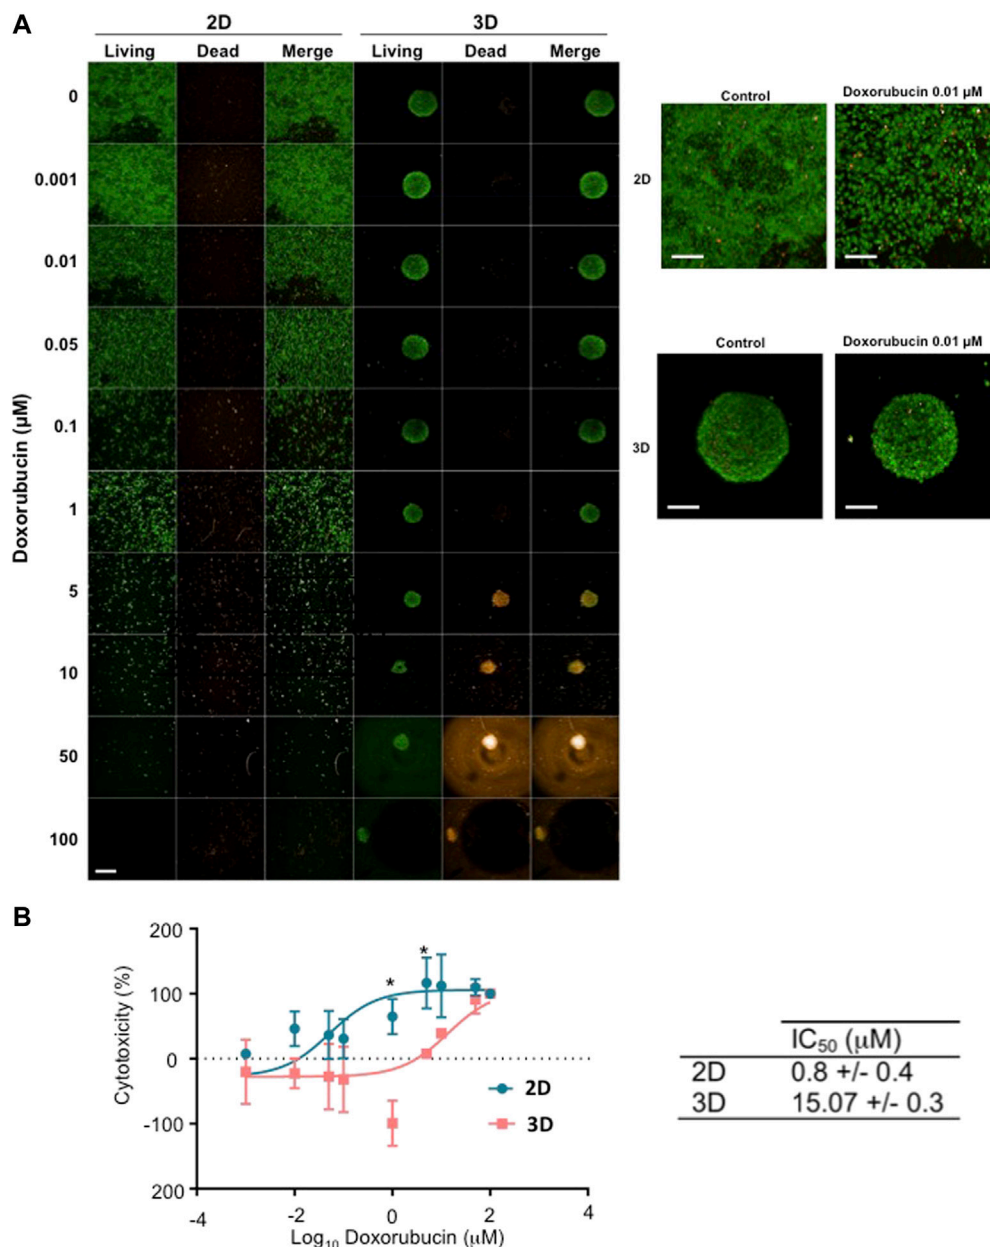 A
2D
3D
Living Dead Merge Living Dead Merge
Doxorubicin (μM)
0
0.001
0.01
0.05
0.1
1
5
10
50
100
Control
Doxorubucin 0.01 μM
2D
Control
Doxorubucin 0.01 μM
3D
B
Cytotoxicity (%)
200
100
0
-100
200
* *
2D
3D
-4 -2 0 2 4
Log10 Doxorubucin (μM)
IC50 (μM)
2D 0.8 +/- 0.4
3D 15.07 +/- 0.3